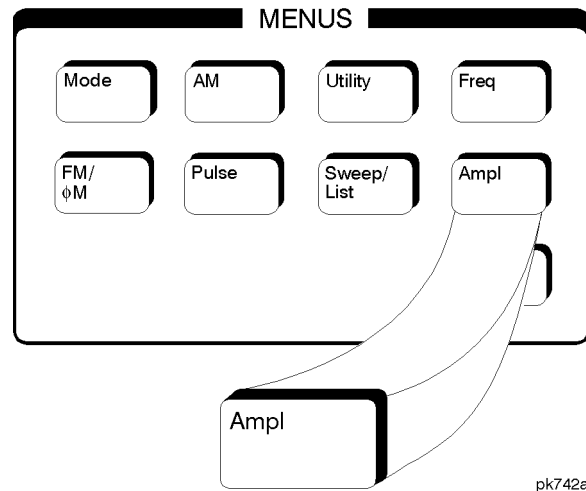 MENUS
Mode
AM
Utility
Freq
FM/
ϕM
Pulse
Sweep/
List
Ampl
Ampl
pk742a